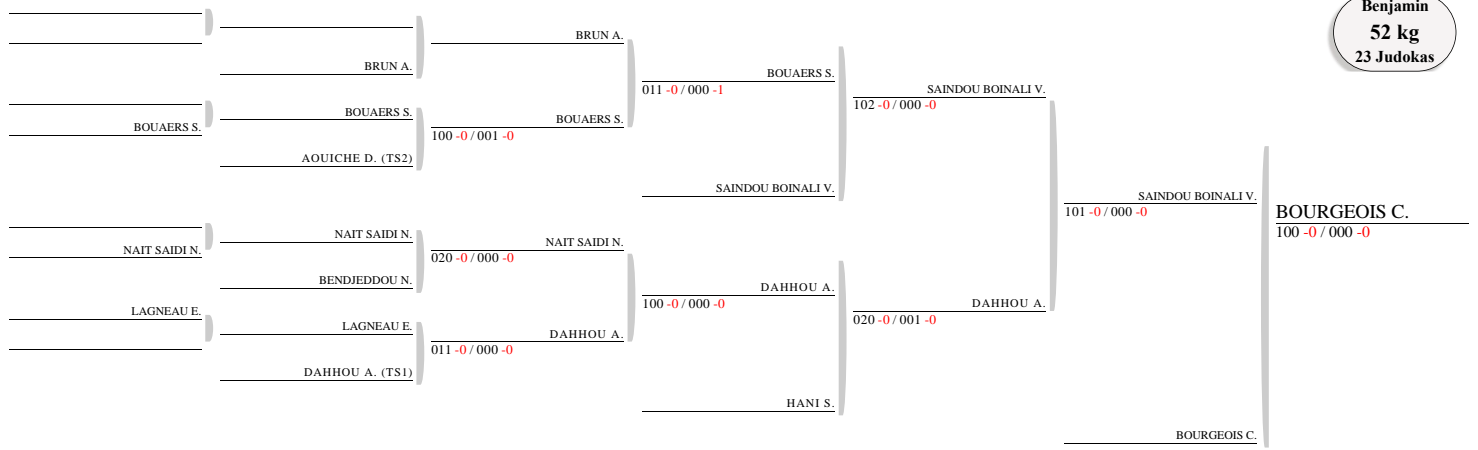 Benjamin
52 kg
23 Judokas
BRUN A.
BRUN A.
BOUAERS S.
011 -0 / 000 -1
SAINDOU BOINALI V.
102 -0 / 000 -0
BOUAERS S.
BOUAERS S.
BOUAERS S.
100 -0 / 001 -0
AOUICHE D. (TS2)
SAINDOU BOINALI V.
SAINDOU BOINALI V.
101 -0 / 000 -0
BOURGEOIS C.
100 -0 / 000 -0
NAIT SAIDI N.
NAIT SAIDI N.
NAIT SAIDI N.
020 -0 / 000 -0
BENDJEDDOU N.
DAHHOU A.
100 -0 / 000 -0
DAHHOU A.
020 -0 / 001 -0
LAGNEAU E.
LAGNEAU E.
DAHHOU A.
011 -0 / 000 -0
DAHHOU A. (TS1)
HANI S.
BOURGEOIS C.